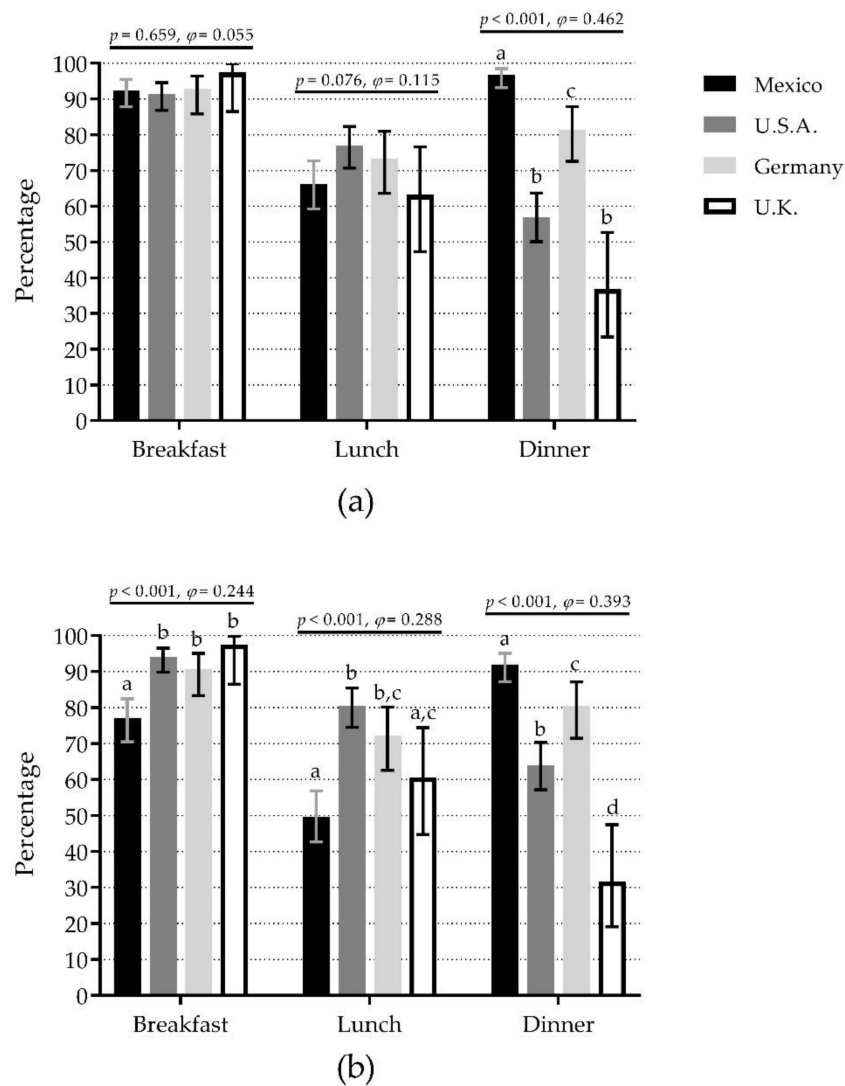 p < 0.001, φ = 0.462
p = 0.659, φ = 0.055
p = 0.076, φ = 0.115
a
c
b
b
Mexico
U.S.A.
Germany
U.K.
Percentage
100
90
80
70
60
50
40
30
20
10
0
Breakfast Lunch Dinner
(a)
p < 0.001, φ = 0.244
p < 0.001, φ = 0.288
p < 0.001, φ = 0.393
a
b
b
b
a
b
b,c
a,c
a
b
c
d
Percentage
100
90
80
70
60
50
40
30
20
10
0
Breakfast Lunch Dinner
(b)